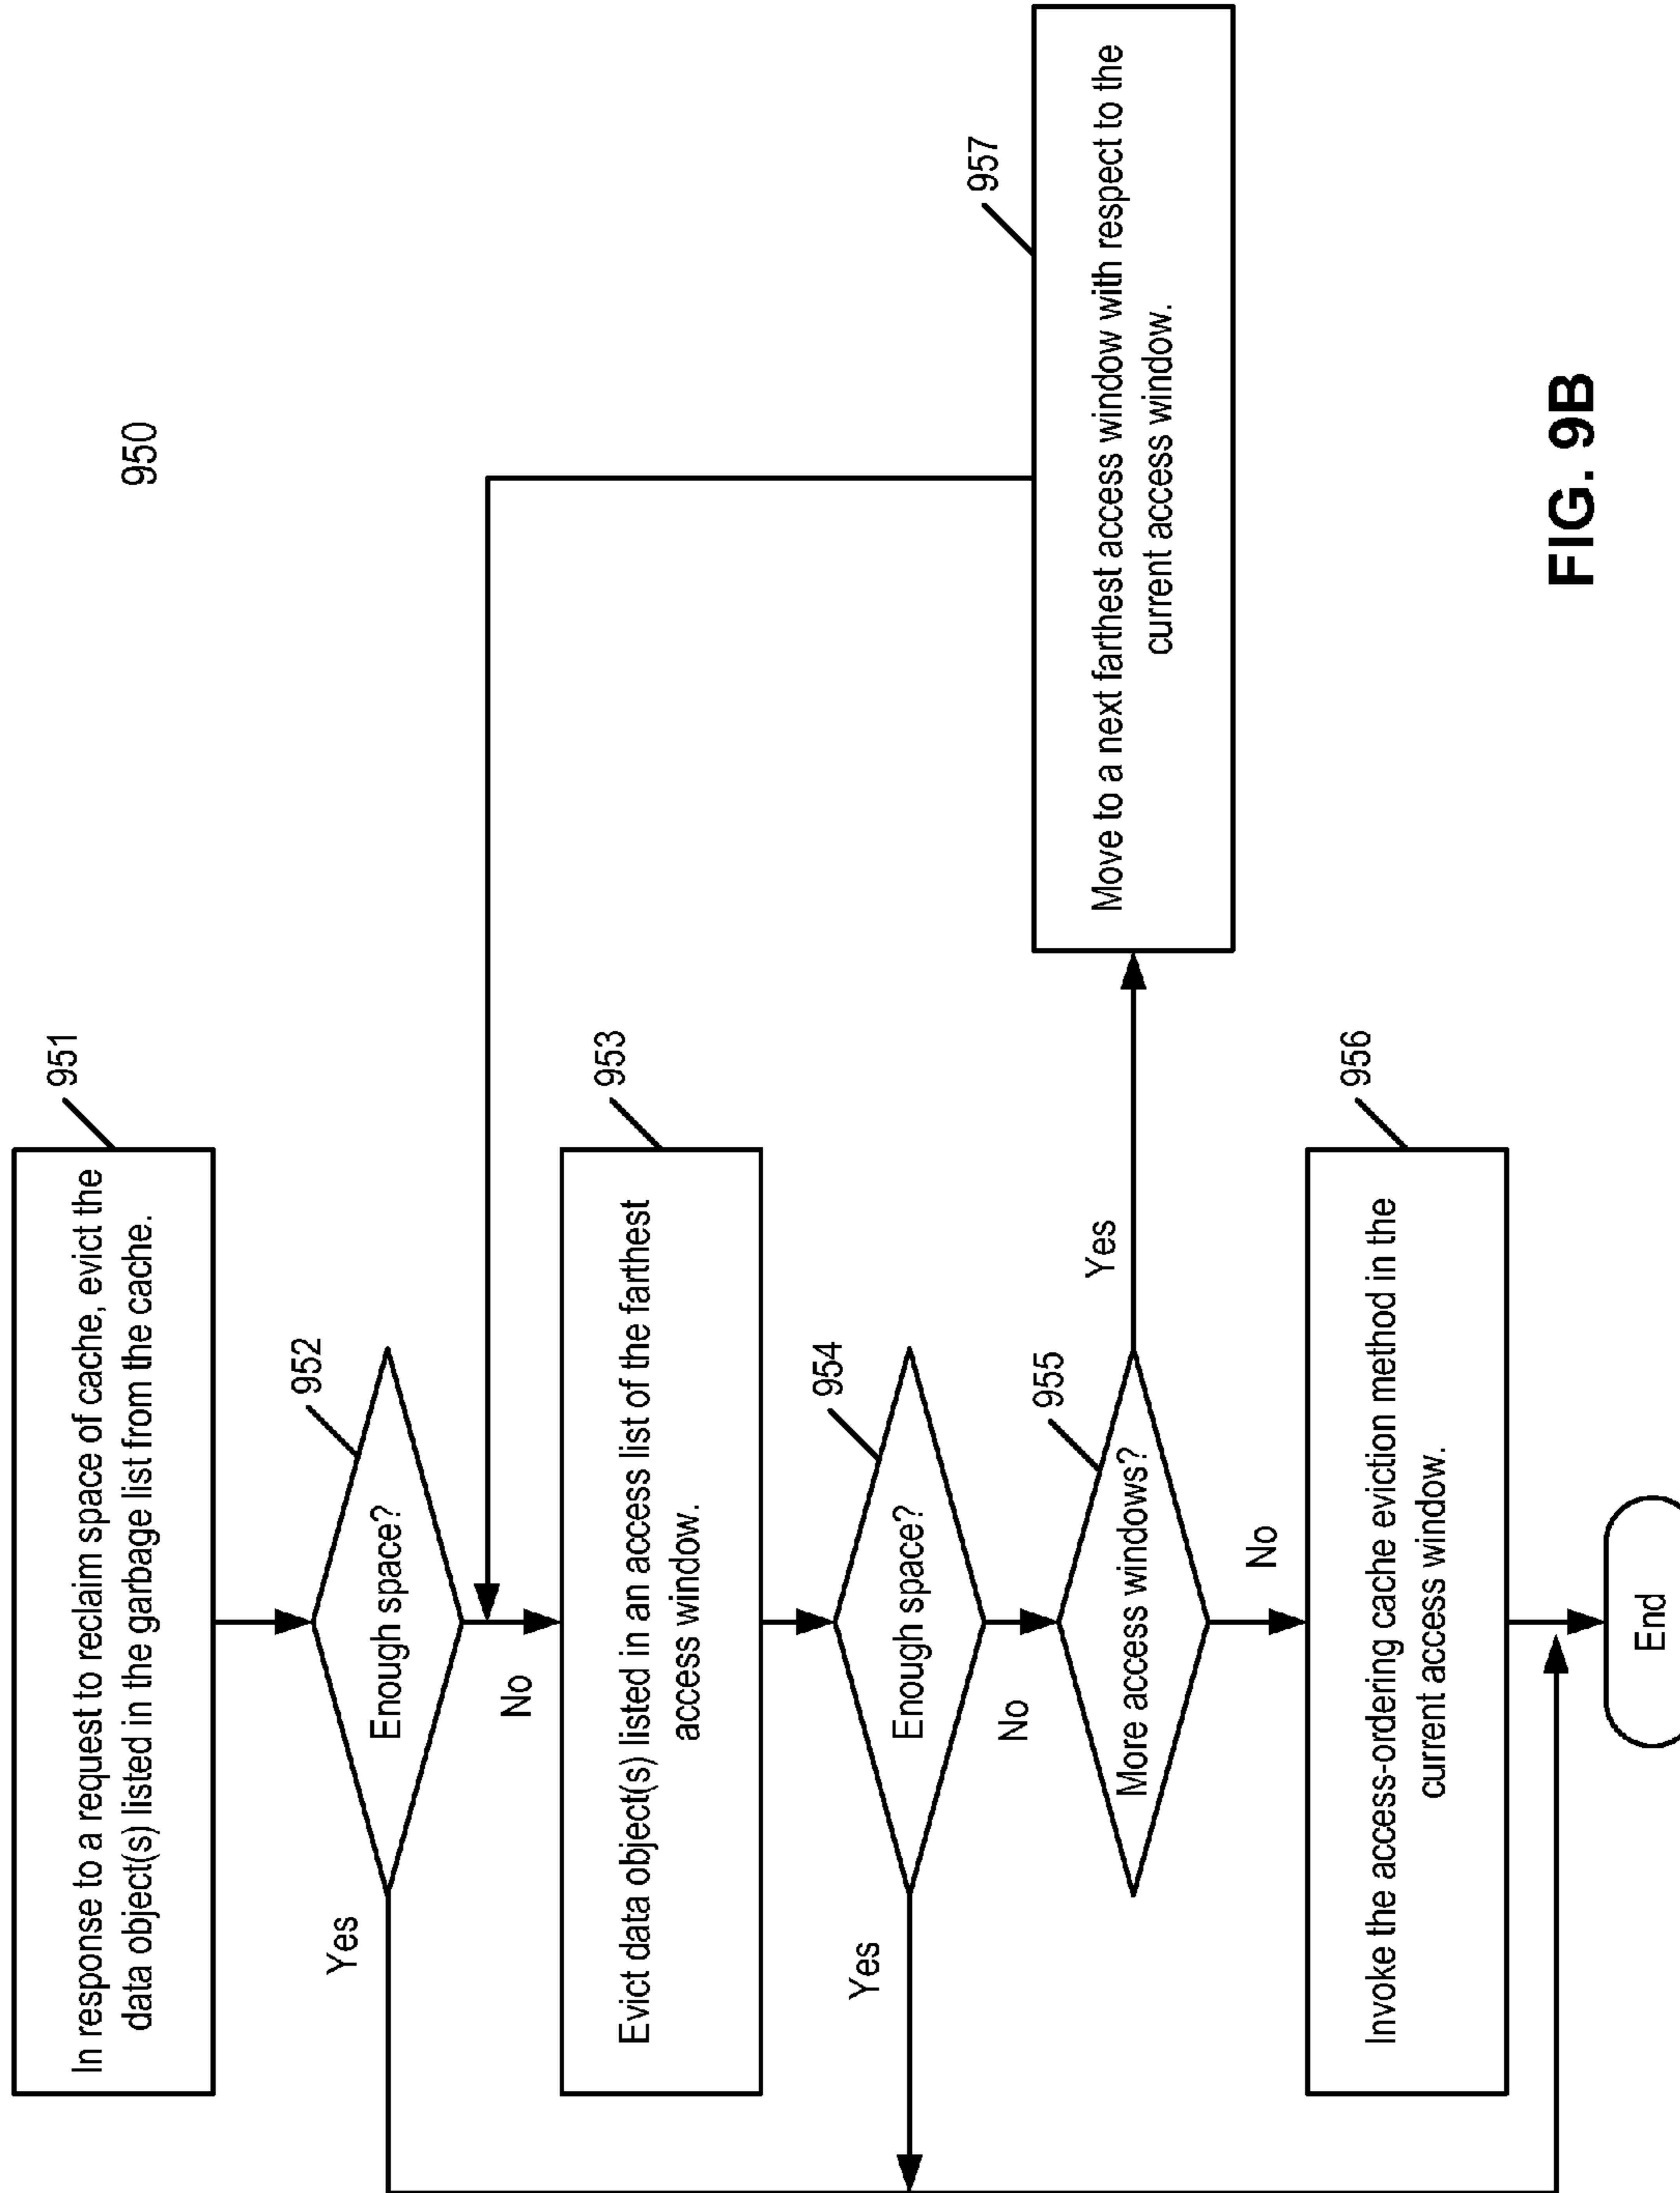 950
951
In response to a request to reclaim space of cache, evict the
data object(s) listed in the garbage list from the cache.
952
Enough space?
Yes
No
953
Evict data object(s) listed in an access list of the farthest
access window.
954
Enough space?
Yes
No
955
More access windows?
Yes
No
957
Move to a next farthest access window with respect to the
current access window.
956
Invoke the access-ordering cache eviction method in the
current access window.
End
FIG. 9B